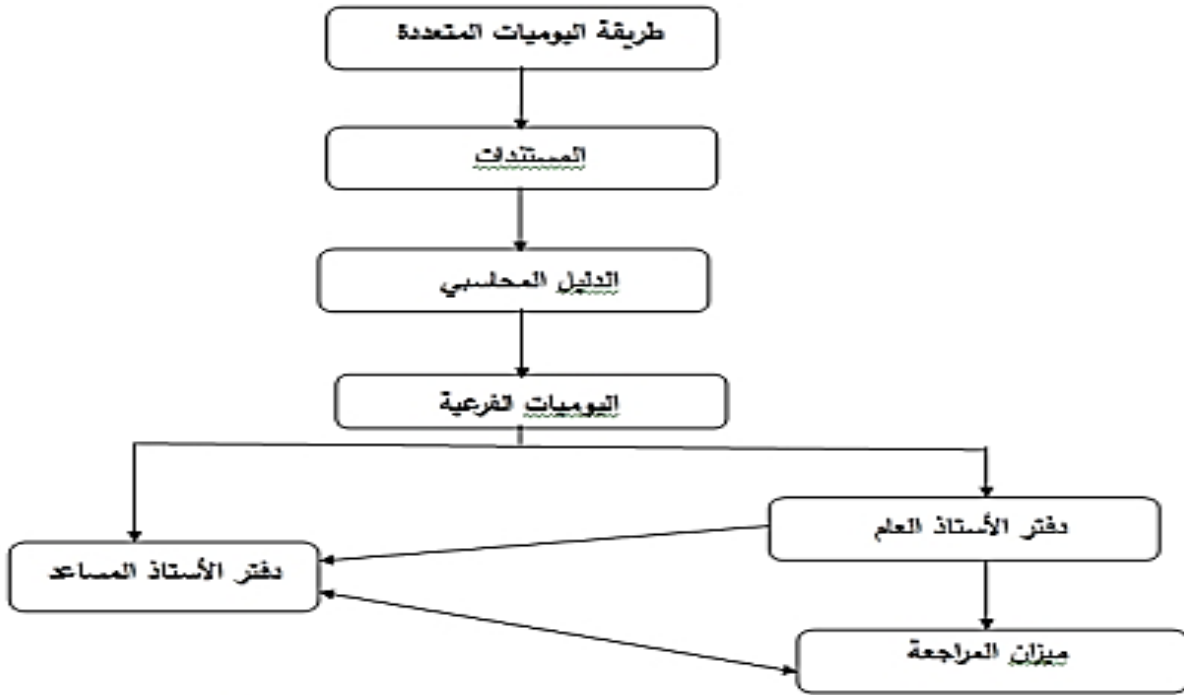 طريقة اليوميات المتعددة
المستندات
الدليل المحاسبي
اليوميات الفرعية
دفتر الأستاذ العام
دفتر الأستاذ المساعد
ميزان المراجعة